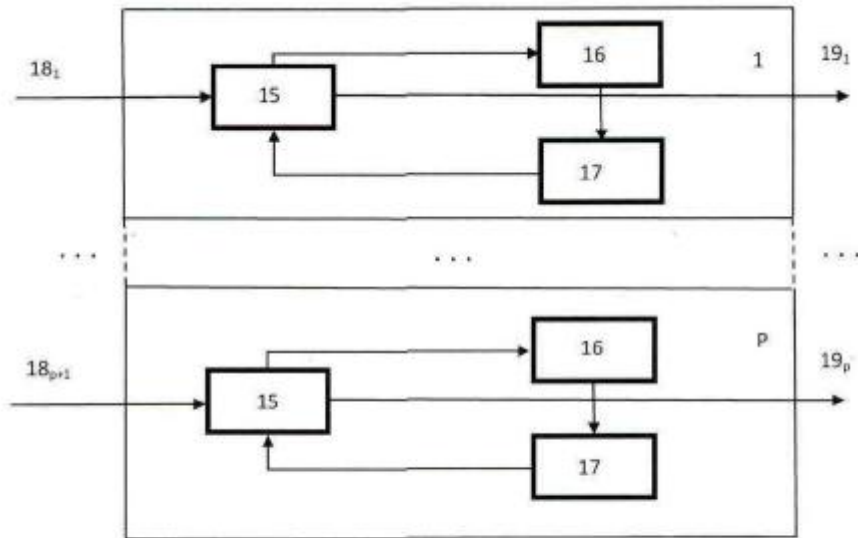 16
1
18₁
19₁
15
17
. . .
. . .
. . .
16
P
18ₚ₊₁
19ₚ
15
17